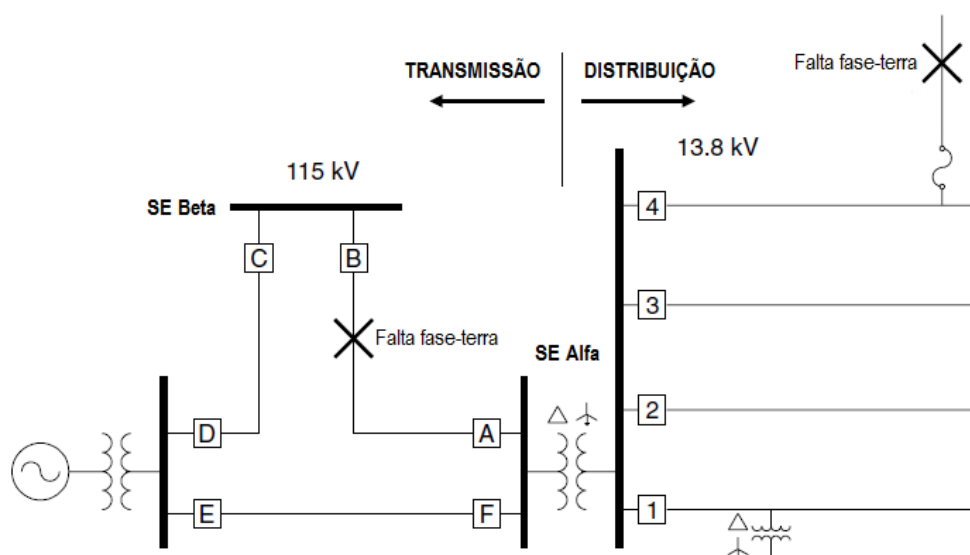 Falta fase-terra
TRANSMISSÃO
DISTRIBUIÇÃO
13.8 kV
115 kV
SE Beta
4
C
B
3
Falta fase-terra
SE Alfa
2
D
A
E
F
1